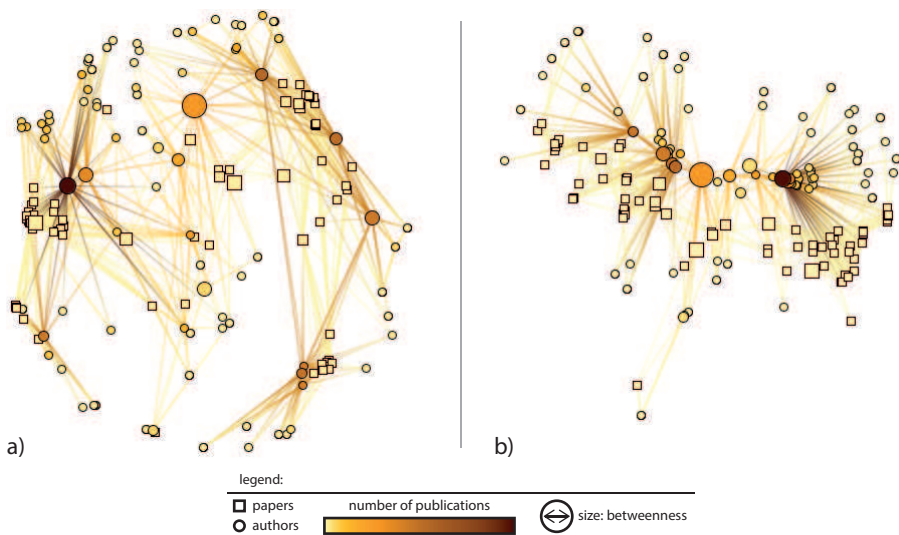 a)
b)
legend:
papers
authors
number of publications
size: betweenness